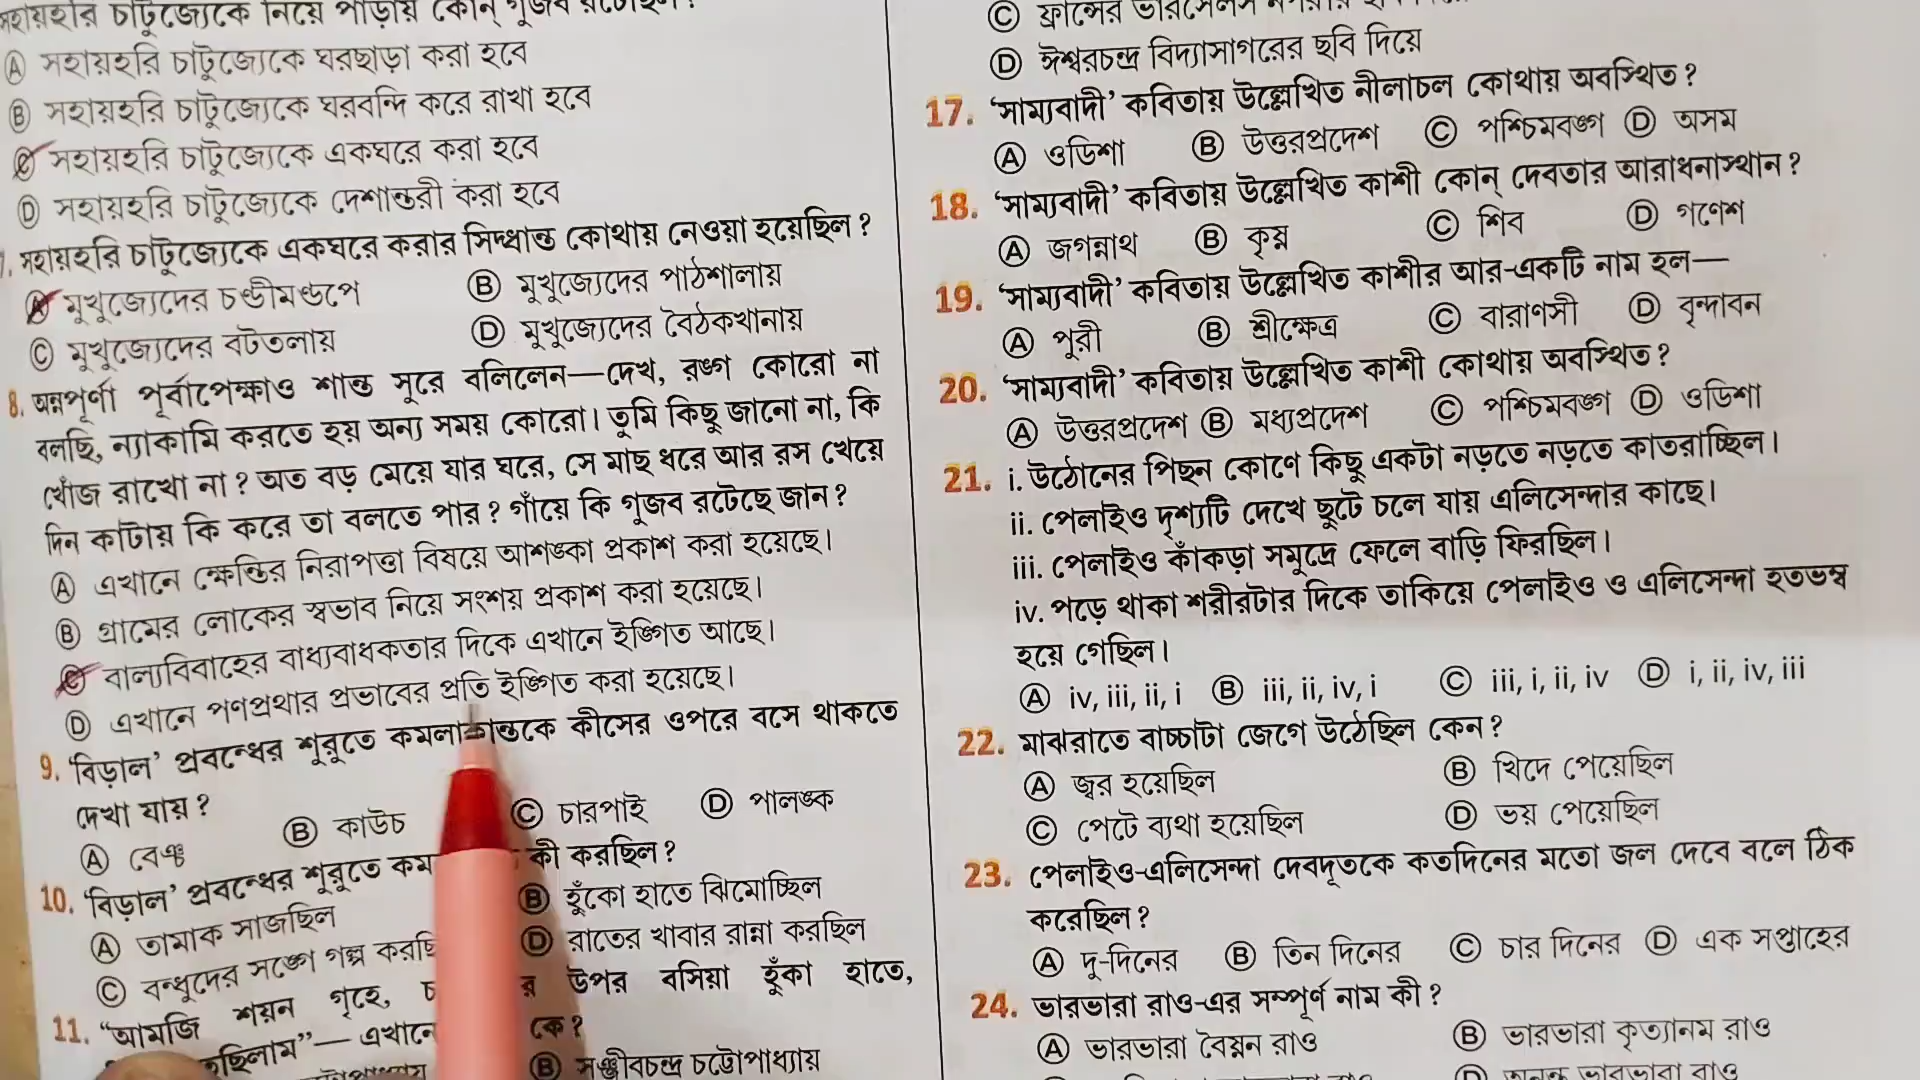 সহায়হরি চাটুজ্যেকে নিয়ে পাড়ায় কোন্ গুজব
Ⓐ সহায়হরি চাটুজ্যেকে ঘরছাড়া করা হবে
Ⓑ সহায়হরি চাটুজ্যেকে ঘরবন্দি করে রাখা হবে
Ⓒ সহায়হরি চাটুজ্যেকে একঘরে করা হবে
Ⓓ সহায়হরি চাটুজ্যেকে দেশান্তরী করা হবে
সহায়হরি চাটুজ্যেকে একঘরে করার সিদ্ধান্ত কোথায় নেওয়া হয়েছিল?
Ⓐ মুখুজ্যেদের চণ্ডীমণ্ডপে Ⓑ মুখুজ্যেদের পাঠশালায়
Ⓒ মুখুজ্যেদের বটতলায় Ⓓ মুখুজ্যেদের বৈঠকখানায়
8. অন্নপূর্ণা পূর্বাপেক্ষাও শান্ত সুরে বলিলেন—দেখ, রঙ্গ কোরো না
বলছি, ন্যাকামি করতে হয় অন্য সময় কোরো। তুমি কিছু জানো না, কি
খোঁজ রাখো না? অত বড় মেয়ে যার ঘরে, সে মাছ ধরে আর রস খেয়ে
দিন কাটায় কি করে তা বলতে পার? গাঁয়ে কি গুজব রটেছে জান?
Ⓐ এখানে ক্ষেন্তির নিরাপত্তা বিষয়ে আশঙ্কা প্রকাশ করা হয়েছে।
Ⓑ গ্রামের লোকের স্বভাব নিয়ে সংশয় প্রকাশ করা হয়েছে।
Ⓒ বাল্যবিবাহের বাধ্যবাধকতার দিকে এখানে ইঙ্গিত আছে।
Ⓓ এখানে পণপ্রথার প্রভাবের প্রতি ইঙ্গিত করা হয়েছে।
9. ‘বিড়াল’ প্রবন্ধের শুরুতে কমলাকান্তকে কীসের ওপরে বসে থাকতে
দেখা যায়?
Ⓐ বেঞ্চ Ⓑ কাউচ Ⓒ চারপাই Ⓓ পালঙ্ক
10. ‘বিড়াল’ প্রবন্ধের শুরুতে কম কী করছিল?
Ⓐ তামাক সাজছিল Ⓑ হুঁকো হাতে ঝিমোচ্ছিল
Ⓒ বন্ধুদের সঙ্গে গল্প করছি Ⓓ রাতের খাবার রান্না করছিল
11. “আমজি শয়ন গৃহে, চ র উপর বসিয়া হুঁকা হাতে,
তেছিলাম”— এখানে কে?
Ⓑ সঞ্জীবচন্দ্র চট্টোপাধ্যায়
Ⓒ ফ্রান্সের
Ⓓ ঈশ্বরচন্দ্র বিদ্যাসাগরের ছবি দিয়ে
17. ‘সাম্যবাদী’ কবিতায় উল্লেখিত নীলাচল কোথায় অবস্থিত?
Ⓐ ওডিশা Ⓑ উত্তরপ্রদেশ Ⓒ পশ্চিমবঙ্গ Ⓓ অসম
18. ‘সাম্যবাদী’ কবিতায় উল্লেখিত কাশী কোন্ দেবতার আরাধনাস্থান?
Ⓐ জগন্নাথ Ⓑ কৃষ্ণ Ⓒ শিব Ⓓ গণেশ
19. ‘সাম্যবাদী’ কবিতায় উল্লেখিত কাশীর আর-একটি নাম হল—
Ⓐ পুরী Ⓑ শ্রীক্ষেত্র Ⓒ বারাণসী Ⓓ বৃন্দাবন
20. ‘সাম্যবাদী’ কবিতায় উল্লেখিত কাশী কোথায় অবস্থিত?
Ⓐ উত্তরপ্রদেশ Ⓑ মধ্যপ্রদেশ Ⓒ পশ্চিমবঙ্গ Ⓓ ওডিশা
21. i. উঠোনের পিছন কোণে কিছু একটা নড়তে নড়তে কাতরাচ্ছিল।
ii. পেলাইও দৃশ্যটি দেখে ছুটে চলে যায় এলিসেন্দার কাছে।
iii. পেলাইও কাঁকড়া সমুদ্রে ফেলে বাড়ি ফিরছিল।
iv. পড়ে থাকা শরীরটার দিকে তাকিয়ে পেলাইও ও এলিসেন্দা হতভম্ব
হয়ে গেছিল।
Ⓐ iv, iii, ii, i Ⓑ iii, ii, iv, i Ⓒ iii, i, ii, iv Ⓓ i, ii, iv, iii
22. মাঝরাতে বাচ্চাটা জেগে উঠেছিল কেন?
Ⓐ জ্বর হয়েছিল Ⓑ খিদে পেয়েছিল
Ⓒ পেটে ব্যথা হয়েছিল Ⓓ ভয় পেয়েছিল
23. পেলাইও-এলিসেন্দা দেবদূতকে কতদিনের মতো জল দেবে বলে ঠিক
করেছিল?
Ⓐ দু-দিনের Ⓑ তিন দিনের Ⓒ চার দিনের Ⓓ এক সপ্তাহের
24. ভারভারা রাও-এর সম্পূর্ণ নাম কী?
Ⓐ ভারভারা বৈয়ন রাও Ⓑ ভারভারা কৃত্যানম রাও
Ⓓ অনন্ত ভারভারা রাও